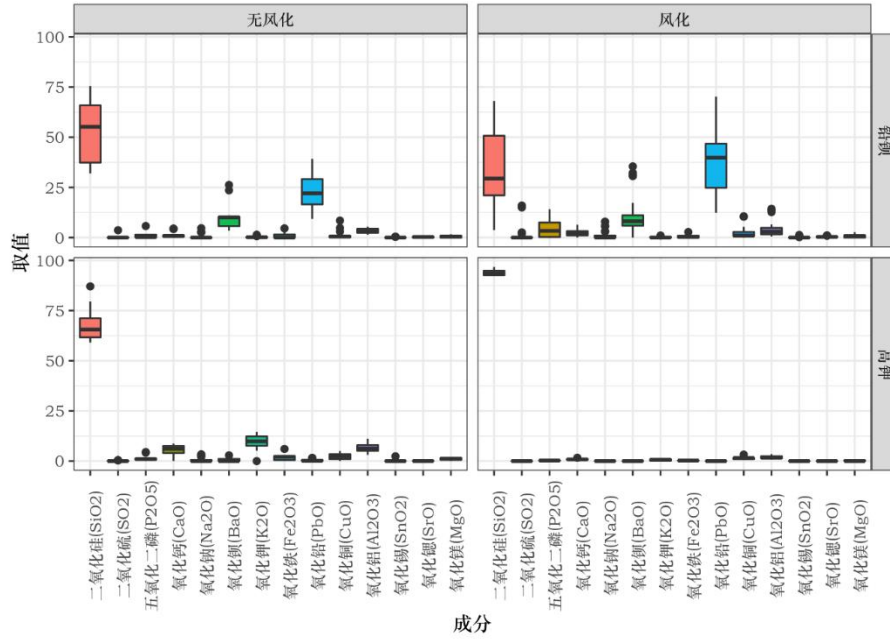 无风化
风化
100
75
50
25
0
铅钡
100
75
50
25
0
高钾
取值
二氧化硅(SiO2)
二氧化硫(SO2)
五氧化二磷(P2O5)
氧化钙(CaO)
氧化钠(Na2O)
氧化钡(BaO)
氧化钾(K2O)
氧化铁(Fe2O3)
氧化铅(PbO)
氧化铜(CuO)
氧化铝(Al2O3)
氧化锡(SnO2)
氧化锶(SrO)
氧化镁(MgO)
二氧化硅(SiO2)
二氧化硫(SO2)
五氧化二磷(P2O5)
氧化钙(CaO)
氧化钠(Na2O)
氧化钡(BaO)
氧化钾(K2O)
氧化铁(Fe2O3)
氧化铅(PbO)
氧化铜(CuO)
氧化铝(Al2O3)
氧化锡(SnO2)
氧化锶(SrO)
氧化镁(MgO)
成分